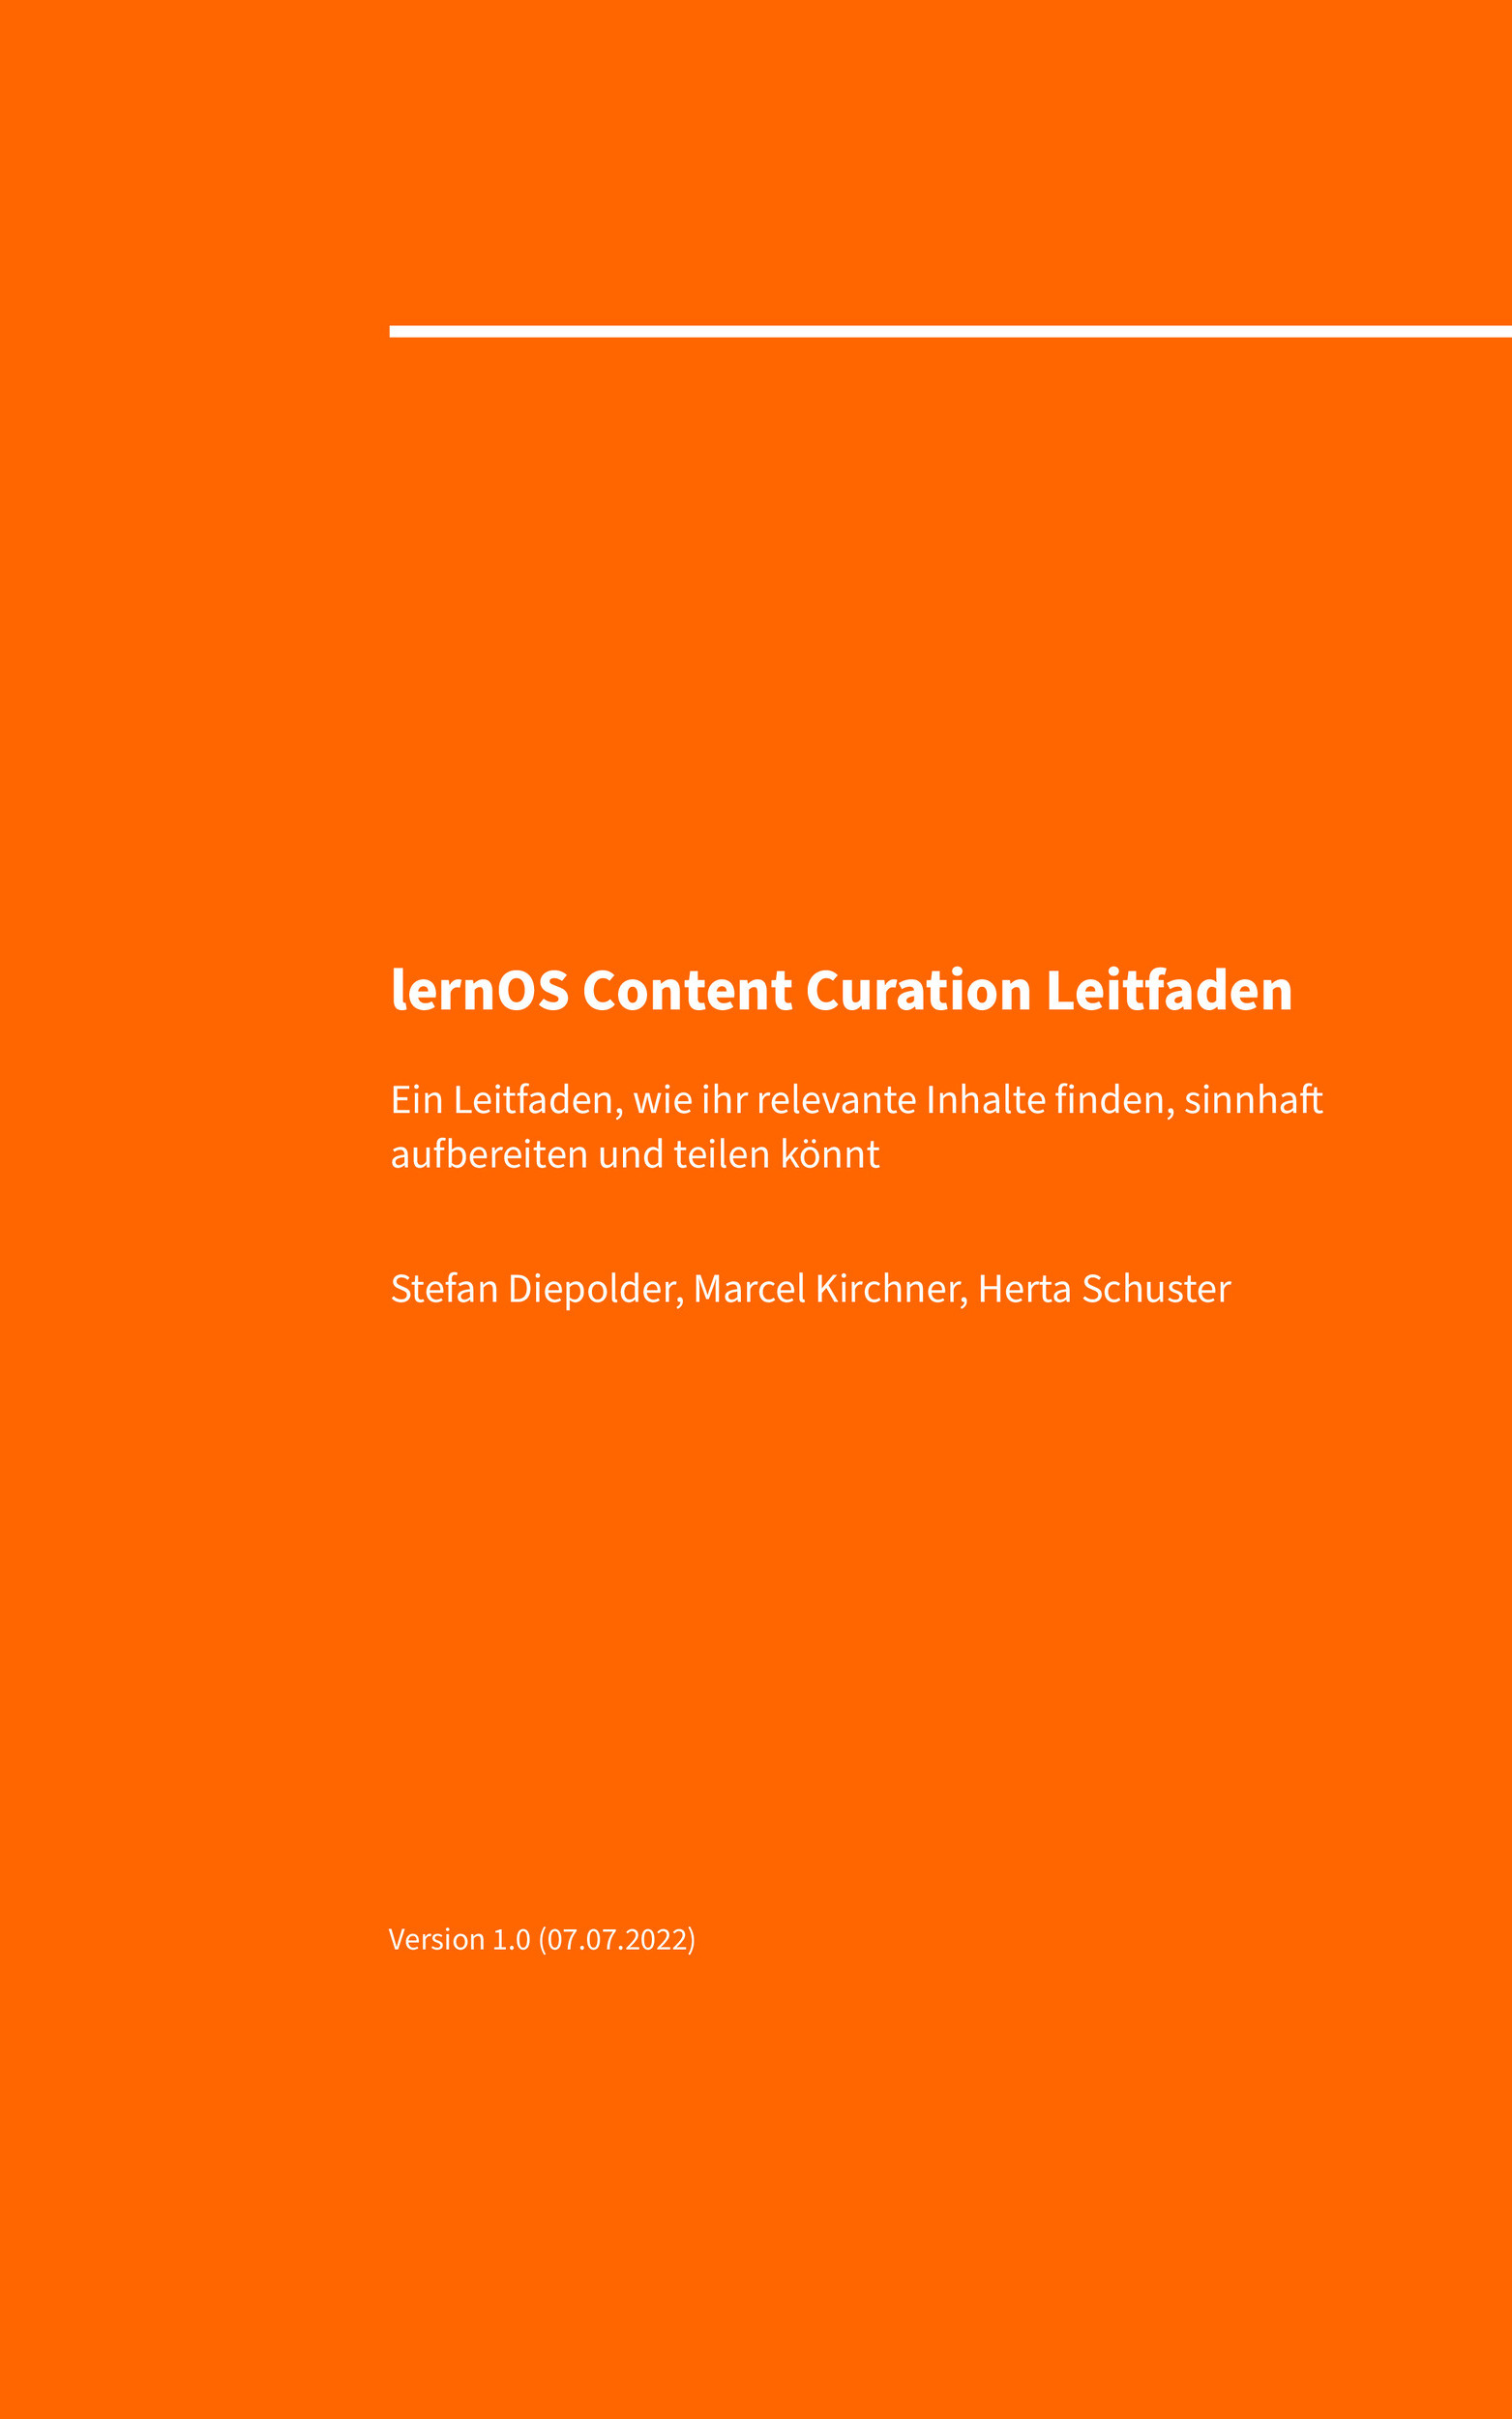 lernOS Content Curation Leitfaden
Ein Leitfaden, wie ihr relevante Inhalte finden, sinnhaft
aufbereiten und teilen könnt
Stefan Diepolder, Marcel Kirchner, Herta Schuster
Version 1.0 (07.07.2022)